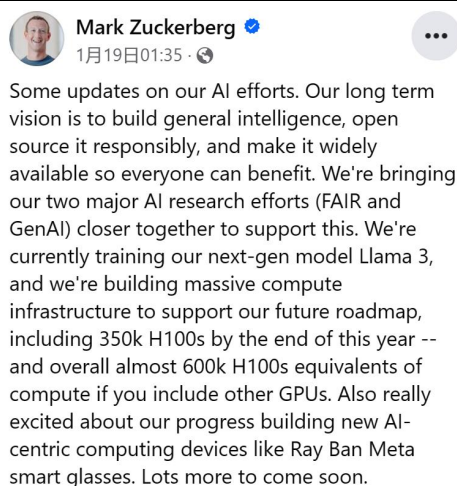 Mark Zuckerberg
1月19日01:35 ·
Some updates on our AI efforts. Our long term
vision is to build general intelligence, open
source it responsibly, and make it widely
available so everyone can benefit. We're bringing
our two major AI research efforts (FAIR and
GenAI) closer together to support this. We're
currently training our next-gen model Llama 3,
and we're building massive compute
infrastructure to support our future roadmap,
including 350k H100s by the end of this year --
and overall almost 600k H100s equivalents of
compute if you include other GPUs. Also really
excited about our progress building new AI-
centric computing devices like Ray Ban Meta
smart glasses. Lots more to come soon.